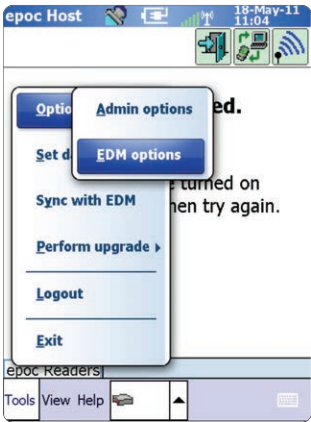 epoc Host
18-May-11
11:04
Admin options
EDM options
ed.
Set d
turned on
hen try again.
Sync with EDM
Perform upgrade
Logout
Exit
epoc Readers
Tools View Help